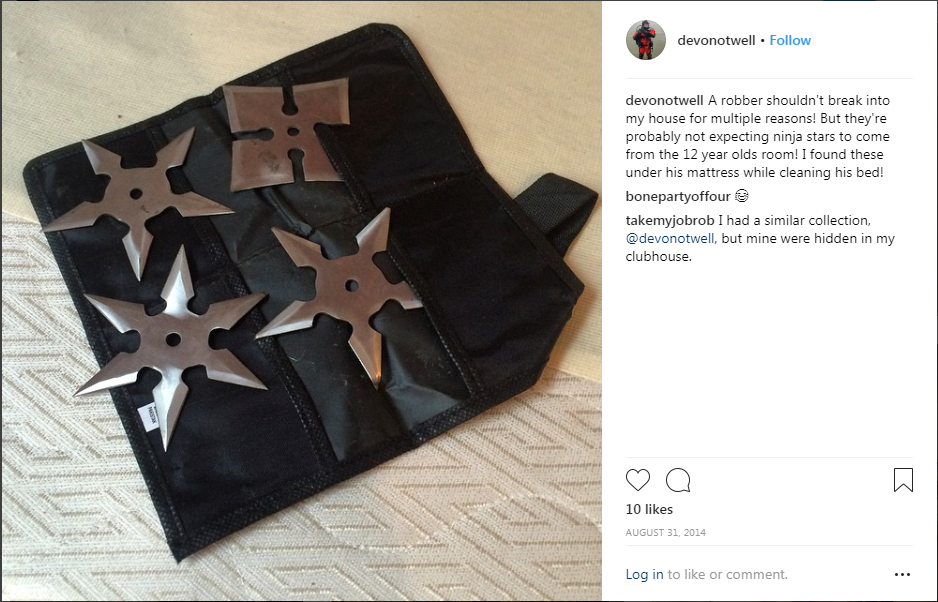 devonotwell • Follow
devonotwell A robber shouldn't break into
my house for multiple reasons! But they're
probably not expecting ninja stars to come
from the 12 year olds room! I found these
under his mattress while cleaning his bed!
bonepartyoffour 😂
takemyjobrob I had a similar collection,
@devonotwell, but mine were hidden in my
clubhouse.
10 likes
AUGUST 31, 2014
Log in to like or comment.